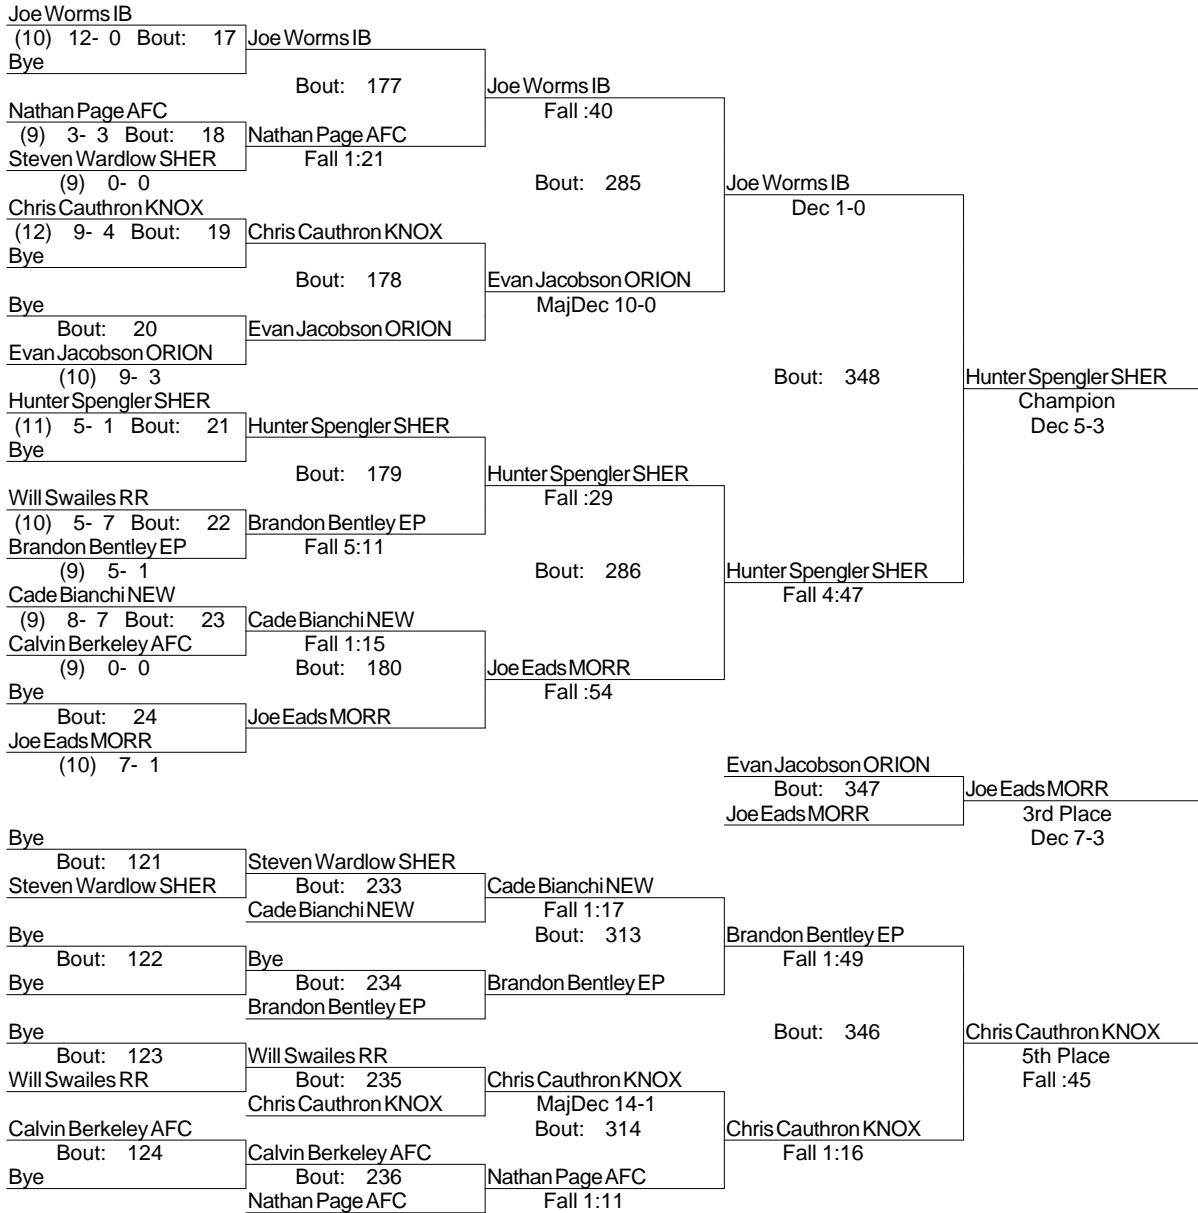 Joe Worms IB
(10) 12- 0 Bout: 17 Joe Worms IB
Bye
Bout: 177 Joe Worms IB
Nathan Page AFC Fall :40
(9) 3- 3 Bout: 18 Nathan Page AFC
Steven Wardlow SHER Fall 1:21
(9) 0- 0 Bout: 285 Joe Worms IB
Chris Cauthron KNOX Dec 1-0
(12) 9- 4 Bout: 19 Chris Cauthron KNOX
Bye
Bout: 178 Evan Jacobson ORION
Bye MajDec 10-0
Bout: 20 Evan Jacobson ORION
Evan Jacobson ORION
(10) 9- 3 Bout: 348 Hunter Spengler SHER
Hunter Spengler SHER Champion
(11) 5- 1 Bout: 21 Hunter Spengler SHER Dec 5-3
Bye
Bout: 179 Hunter Spengler SHER
Will Swailes RR Fall :29
(10) 5- 7 Bout: 22 Brandon Bentley EP
Brandon Bentley EP Fall 5:11
(9) 5- 1 Bout: 286 Hunter Spengler SHER
Cade Bianchi NEW Fall 4:47
(9) 8- 7 Bout: 23 Cade Bianchi NEW
Calvin Berkeley AFC Fall 1:15
(9) 0- 0 Bout: 180 Joe Eads MORR
Bye Fall :54
Bout: 24 Joe Eads MORR
Joe Eads MORR
(10) 7- 1 Evan Jacobson ORION
Bout: 347 Joe Eads MORR
Joe Eads MORR 3rd Place
Bye Dec 7-3
Bout: 121 Steven Wardlow SHER
Steven Wardlow SHER Bout: 233 Cade Bianchi NEW
Cade Bianchi NEW Fall 1:17
Bye Bout: 313 Brandon Bentley EP
Bout: 122 Bye Fall 1:49
Bye Bout: 234 Brandon Bentley EP
Brandon Bentley EP
Bye Bout: 346 Chris Cauthron KNOX
Bout: 123 Will Swailes RR 5th Place
Will Swailes RR Bout: 235 Chris Cauthron KNOX Fall :45
Chris Cauthron KNOX MajDec 14-1
Calvin Berkeley AFC Bout: 314 Chris Cauthron KNOX
Bout: 124 Calvin Berkeley AFC Fall 1:16
Bye Bout: 236 Nathan Page AFC
Nathan Page AFC Fall 1:11